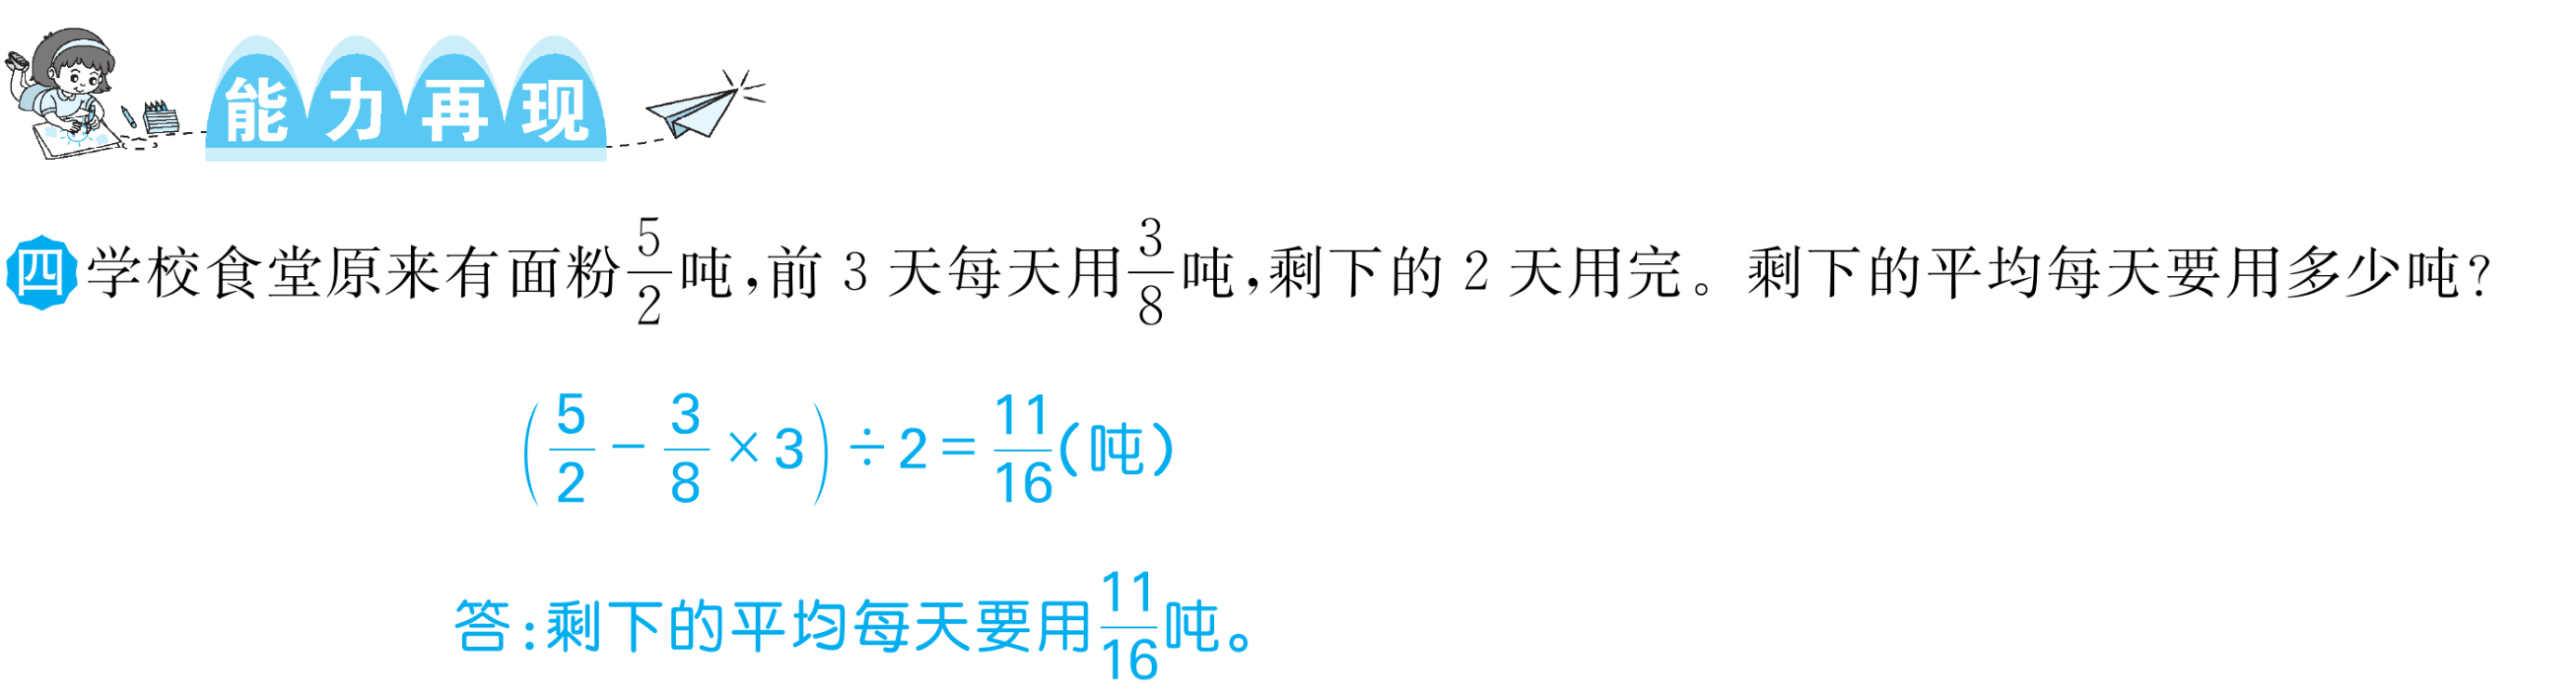 能力再现
四 学校食堂原来有面粉5/2吨,前 3 天每天用3/8吨,剩下的 2 天用完。剩下的平均每天要用多少吨?
(5/2 - 3/8 × 3) ÷ 2 = 11/16(吨)
答:剩下的平均每天要用11/16吨。